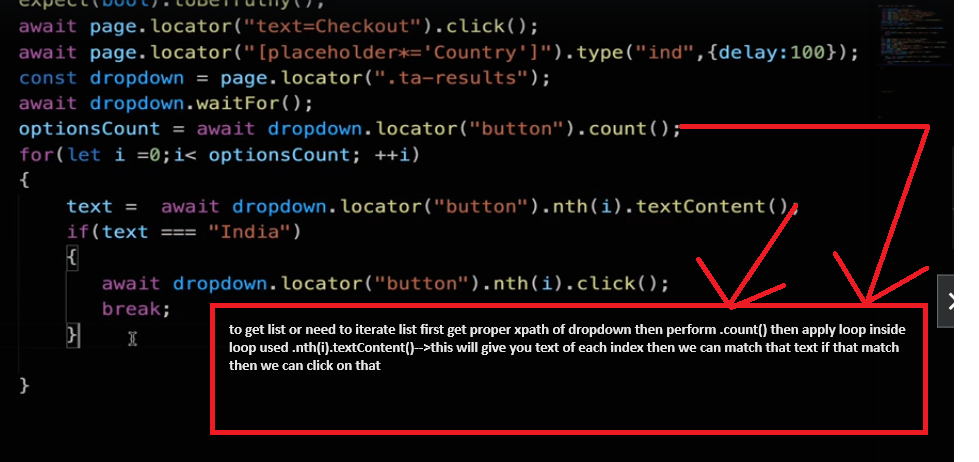 expect(bool).toBeTruthy();
await page.locator("text=Checkout").click();
await page.locator("[placeholder*='Country']").type("ind",{delay:100});
const dropdown = page.locator(".ta-results");
await dropdown.waitFor();
optionsCount = await dropdown.locator("button").count();
for(let i =0;i< optionsCount; ++i)
{
text =  await dropdown.locator("button").nth(i).textContent();
if(text === "India")
{
await dropdown.locator("button").nth(i).click();
break;
}
to get list or need to iterate list first get proper xpath of dropdown then perform .count() then apply loop inside
loop used .nth(i).textContent()-->this will give you text of each index then we can match that text if that match
then we can click on that
}